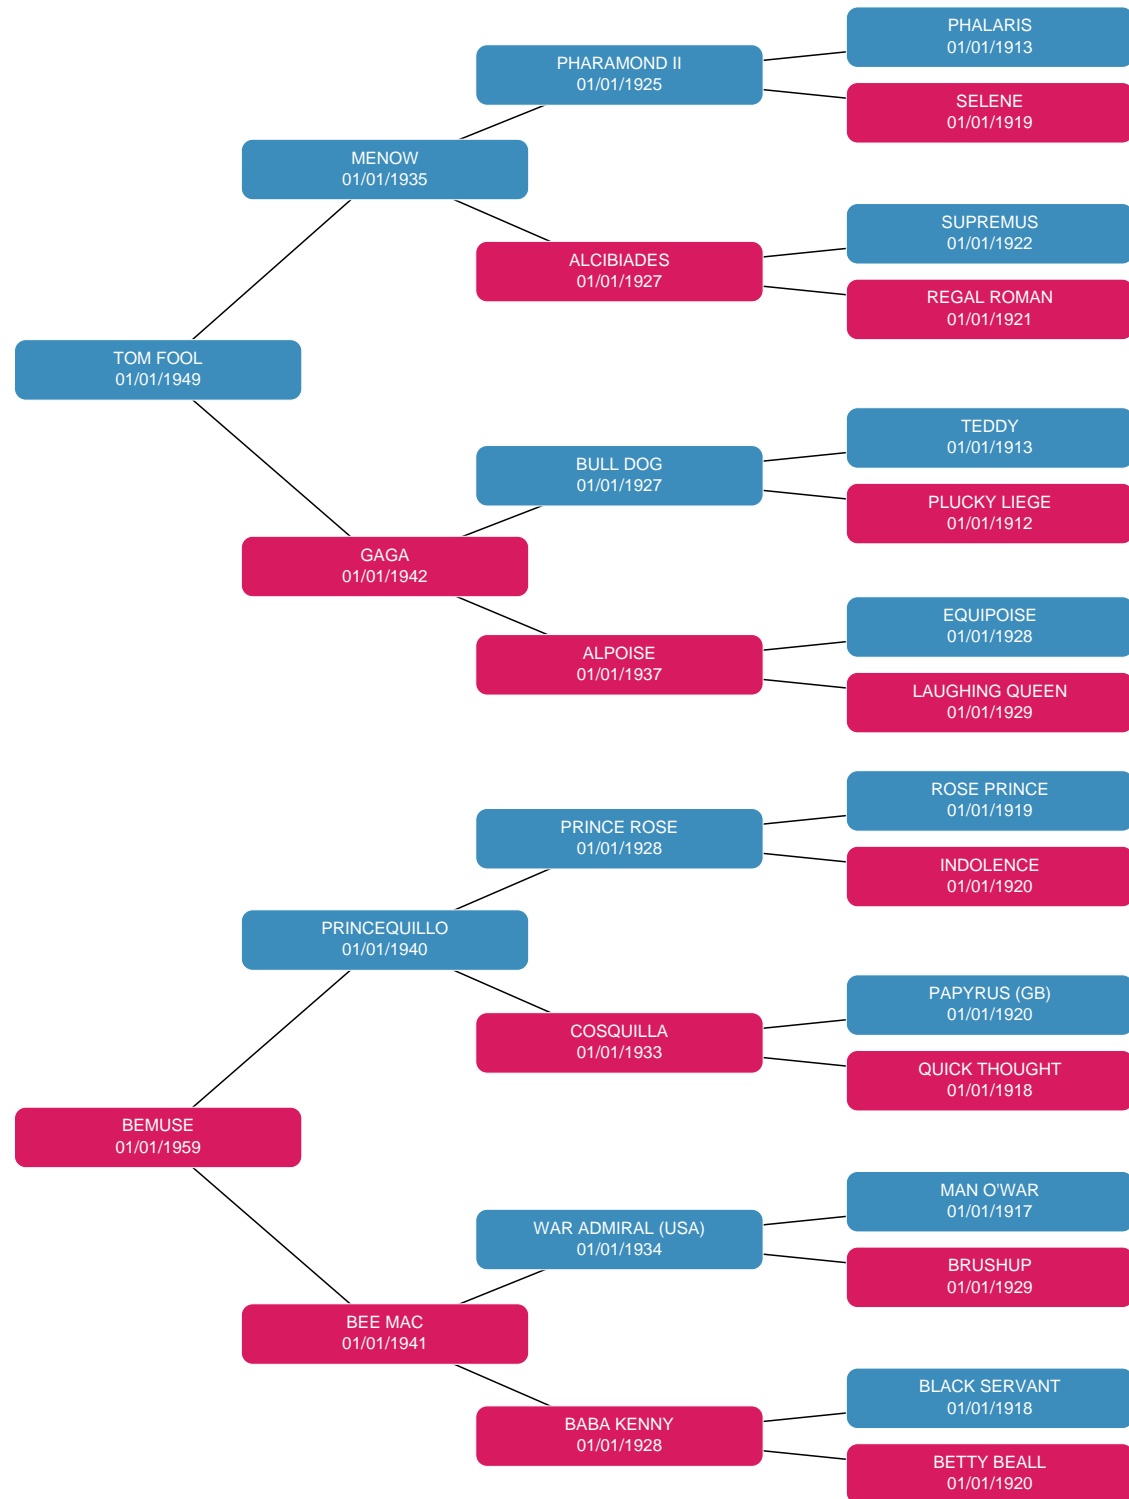 PHALARIS
01/01/1913
PHARAMOND II
01/01/1925
SELENE
01/01/1919
MENOW
01/01/1935
SUPREMUS
01/01/1922
ALCIBIADES
01/01/1927
REGAL ROMAN
01/01/1921
TOM FOOL
01/01/1949
TEDDY
01/01/1913
BULL DOG
01/01/1927
PLUCKY LIEGE
01/01/1912
GAGA
01/01/1942
EQUIPOISE
01/01/1928
ALPOISE
01/01/1937
LAUGHING QUEEN
01/01/1929
ROSE PRINCE
01/01/1919
PRINCE ROSE
01/01/1928
INDOLENCE
01/01/1920
PRINCEQUILLO
01/01/1940
PAPYRUS (GB)
01/01/1920
COSQUILLA
01/01/1933
QUICK THOUGHT
01/01/1918
BEMUSE
01/01/1959
MAN O'WAR
01/01/1917
WAR ADMIRAL (USA)
01/01/1934
BRUSHUP
01/01/1929
BEE MAC
01/01/1941
BLACK SERVANT
01/01/1918
BABA KENNY
01/01/1928
BETTY BEALL
01/01/1920